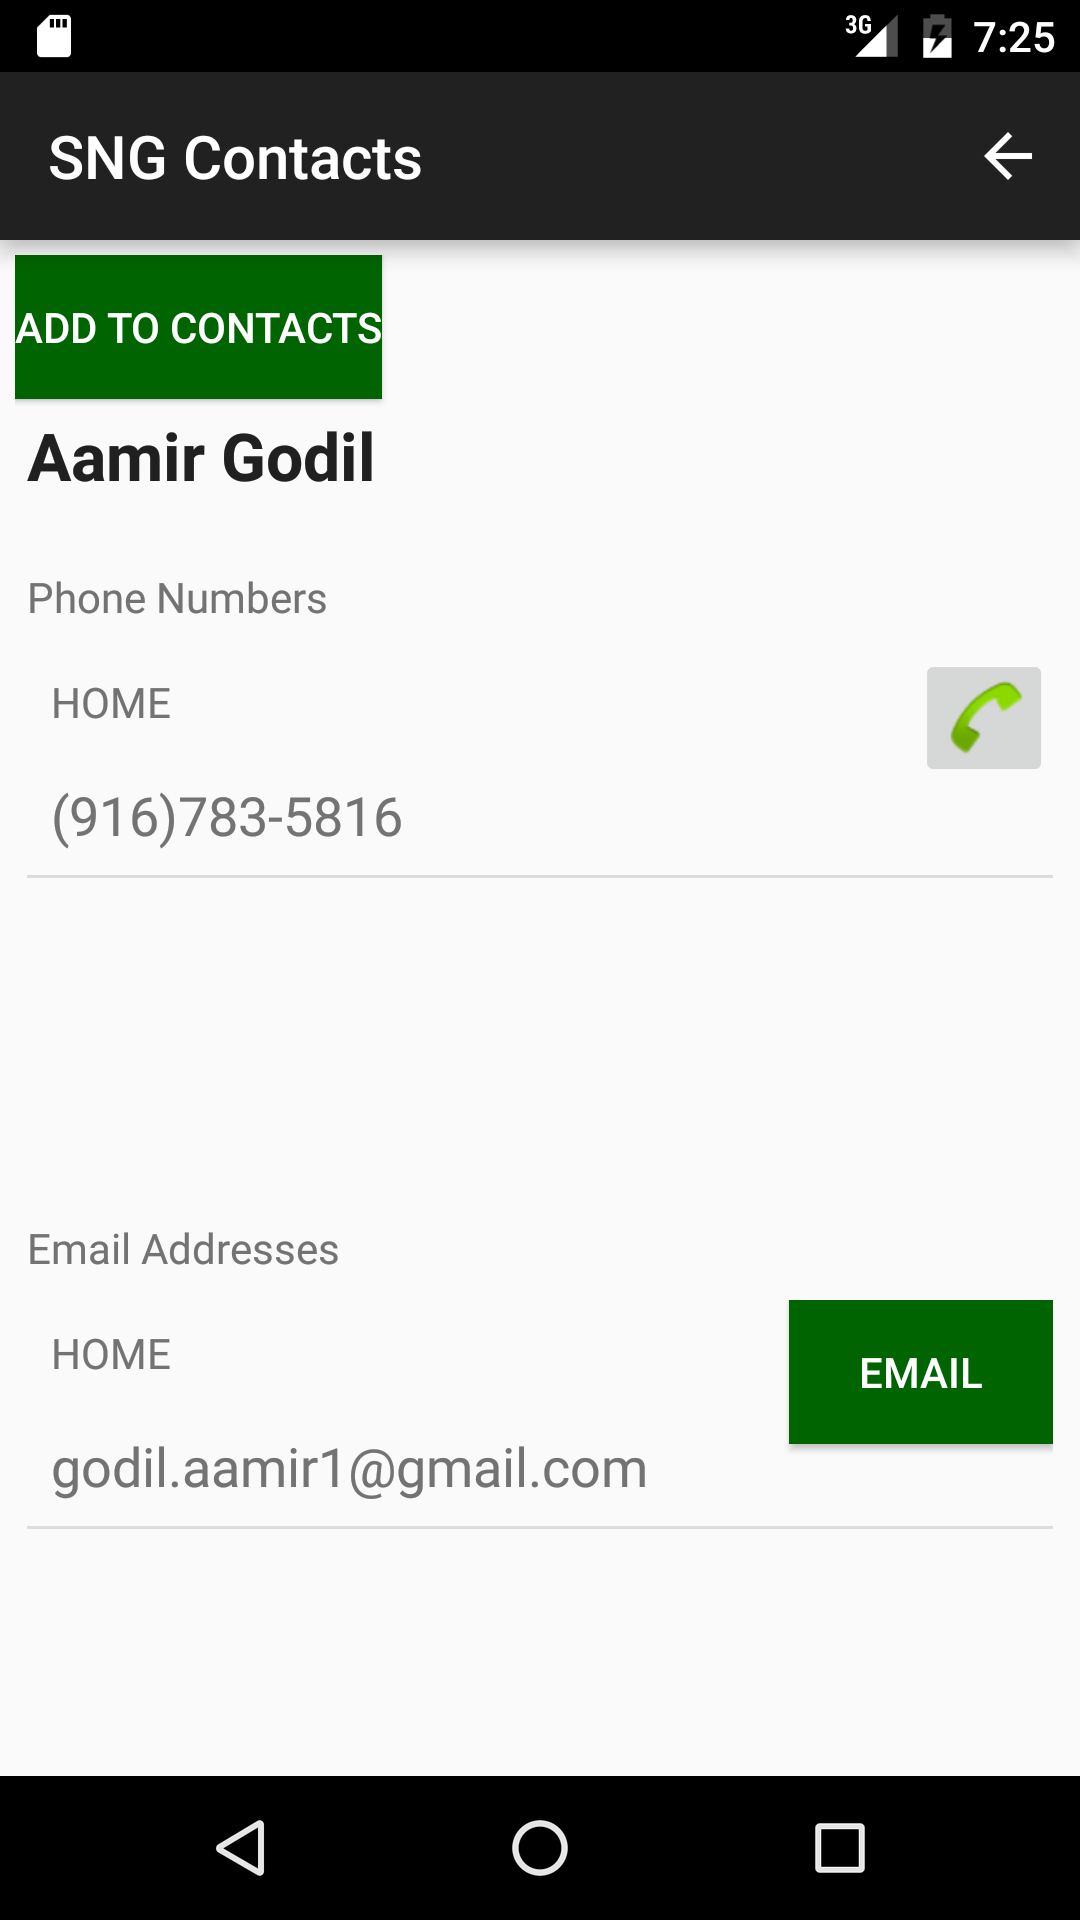 3G 7:25
SNG Contacts
ADD TO CONTACTS
Aamir Godil
Phone Numbers
HOME
(916)783-5816
Email Addresses
HOME
EMAIL
godil.aamir1@gmail.com